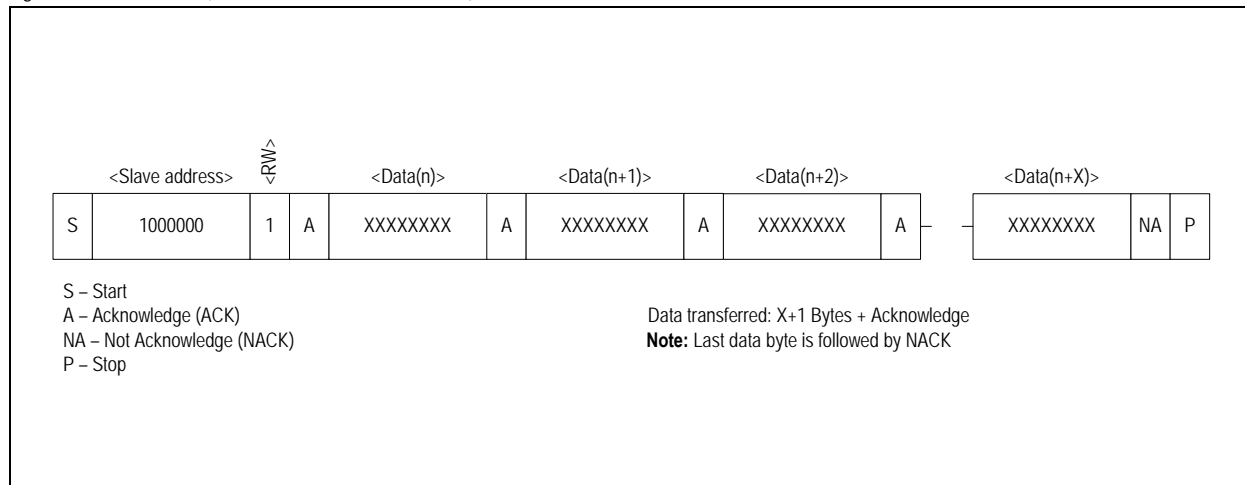 <Slave address> <RW> <Data(n)> <Data(n+1)> <Data(n+2)> <Data(n+X)>
S 1000000 1 A XXXXXXXX A XXXXXXXX A XXXXXXXX A XXXXXXXX NA P
S – Start
A – Acknowledge (ACK)
NA – Not Acknowledge (NACK)
P – Stop
Data transferred: X+1 Bytes + Acknowledge
Note: Last data byte is followed by NACK